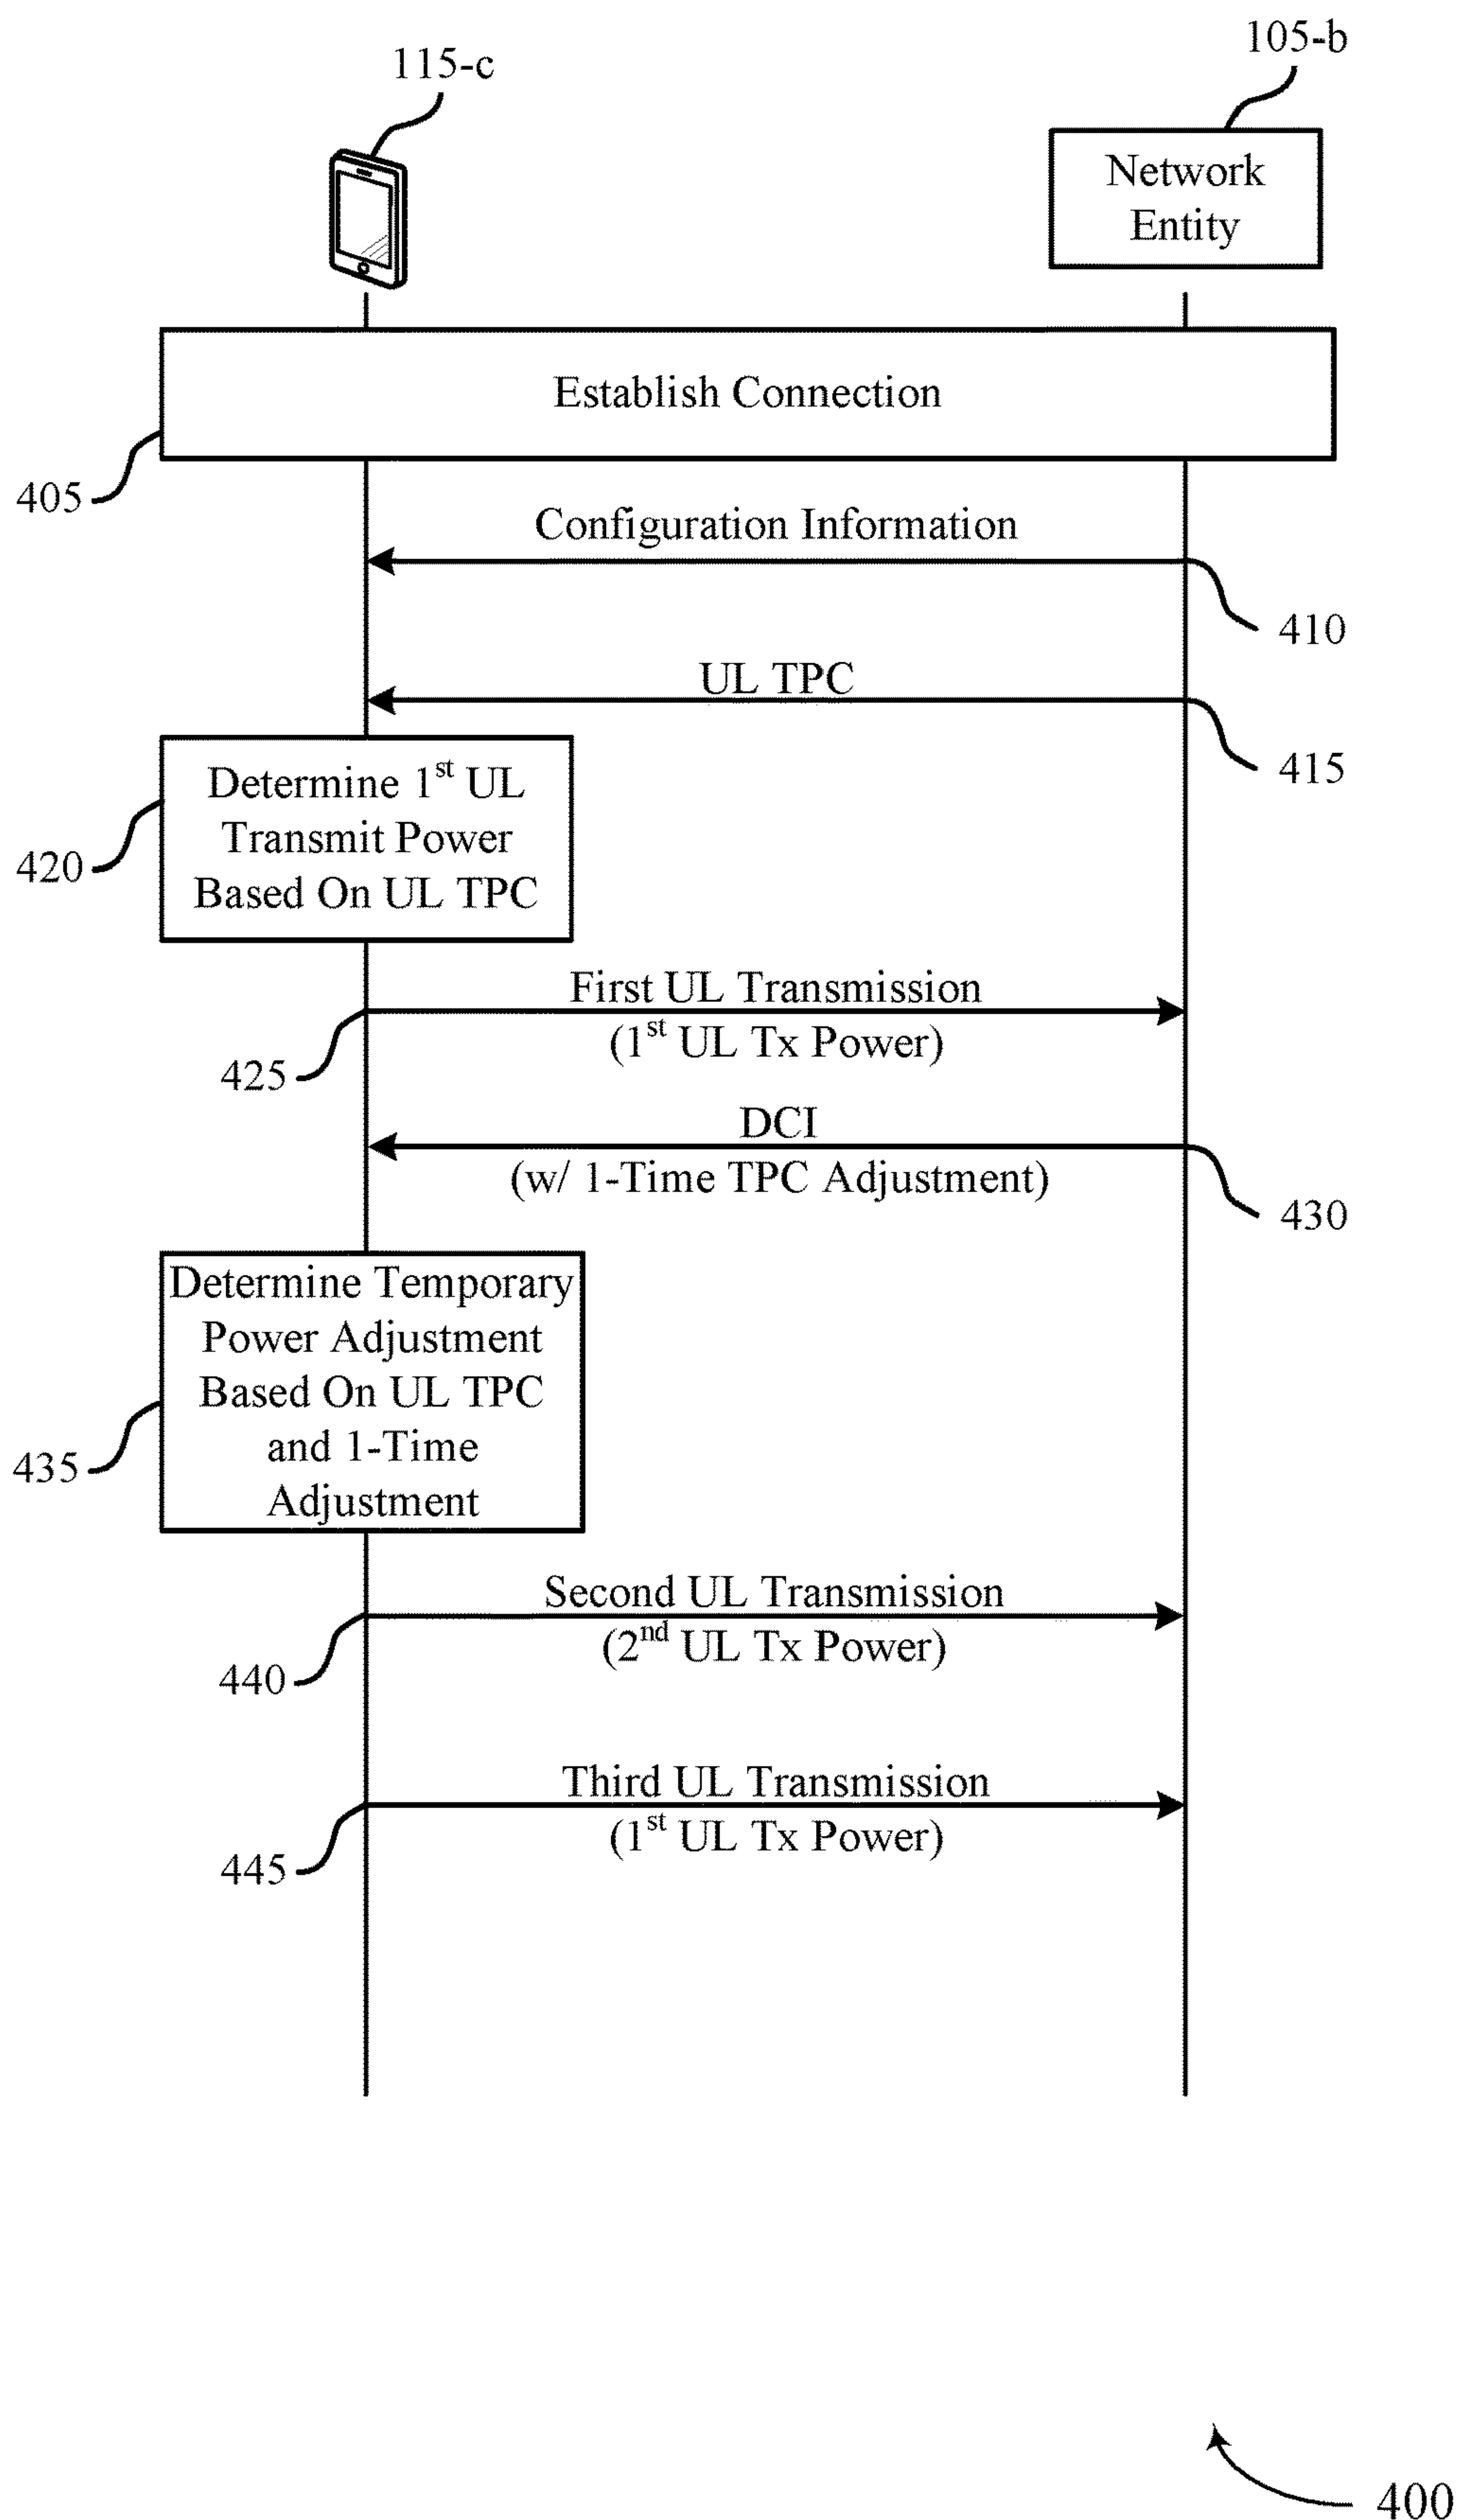 115-c
105-b
Network
Entity
Establish Connection
405
Configuration Information
410
UL TPC
415
Determine 1st UL
Transmit Power
Based On UL TPC
420
First UL Transmission
(1st UL Tx Power)
425
DCI
(w/ 1-Time TPC Adjustment)
430
Determine Temporary
Power Adjustment
Based On UL TPC
and 1-Time
Adjustment
435
Second UL Transmission
(2nd UL Tx Power)
440
Third UL Transmission
(1st UL Tx Power)
445
400